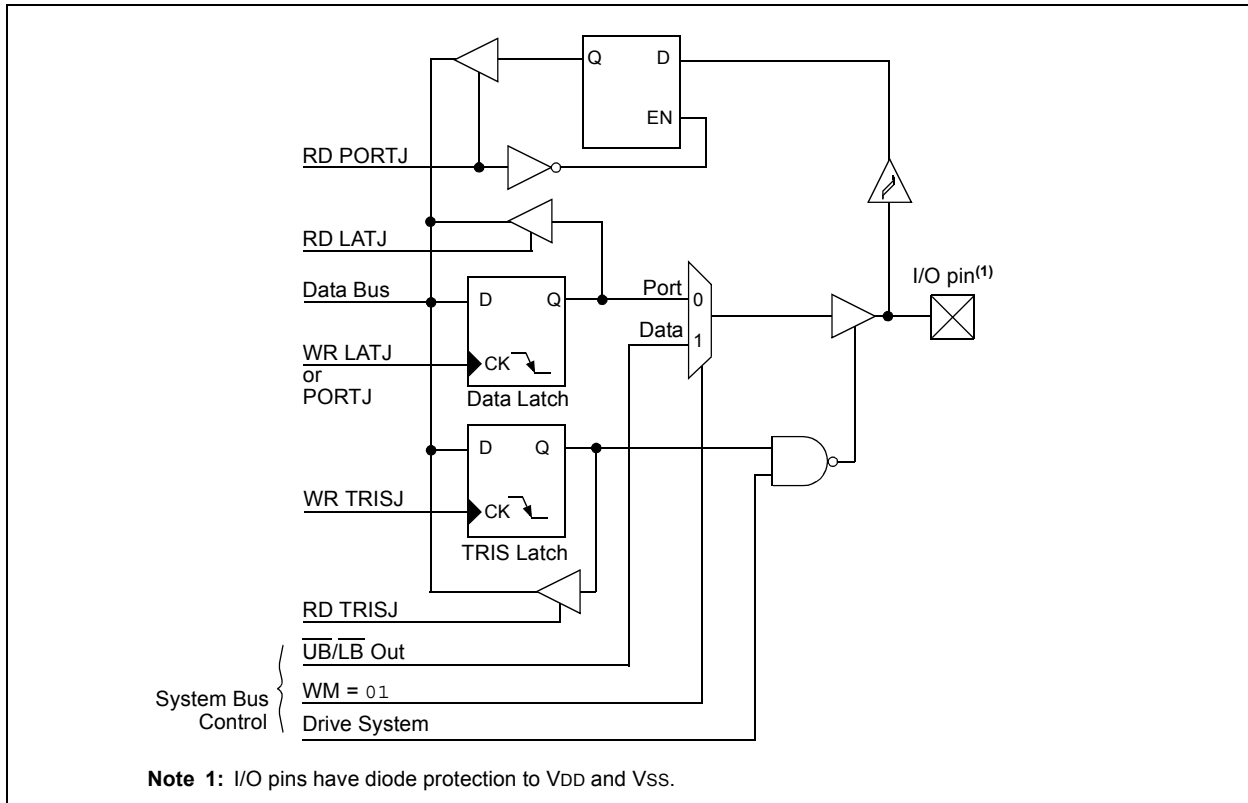 Q D
EN
RD PORTJ
RD LATJ
I/O pin(1)
Data Bus
D Q
Port
0
Data
1
WR LATJ
or
PORTJ
CK
Data Latch
D Q
WR TRISJ
CK
TRIS Latch
RD TRISJ
UB/LB Out
WM = 01
System Bus
Control
Drive System
Note 1: I/O pins have diode protection to VDD and VSS.